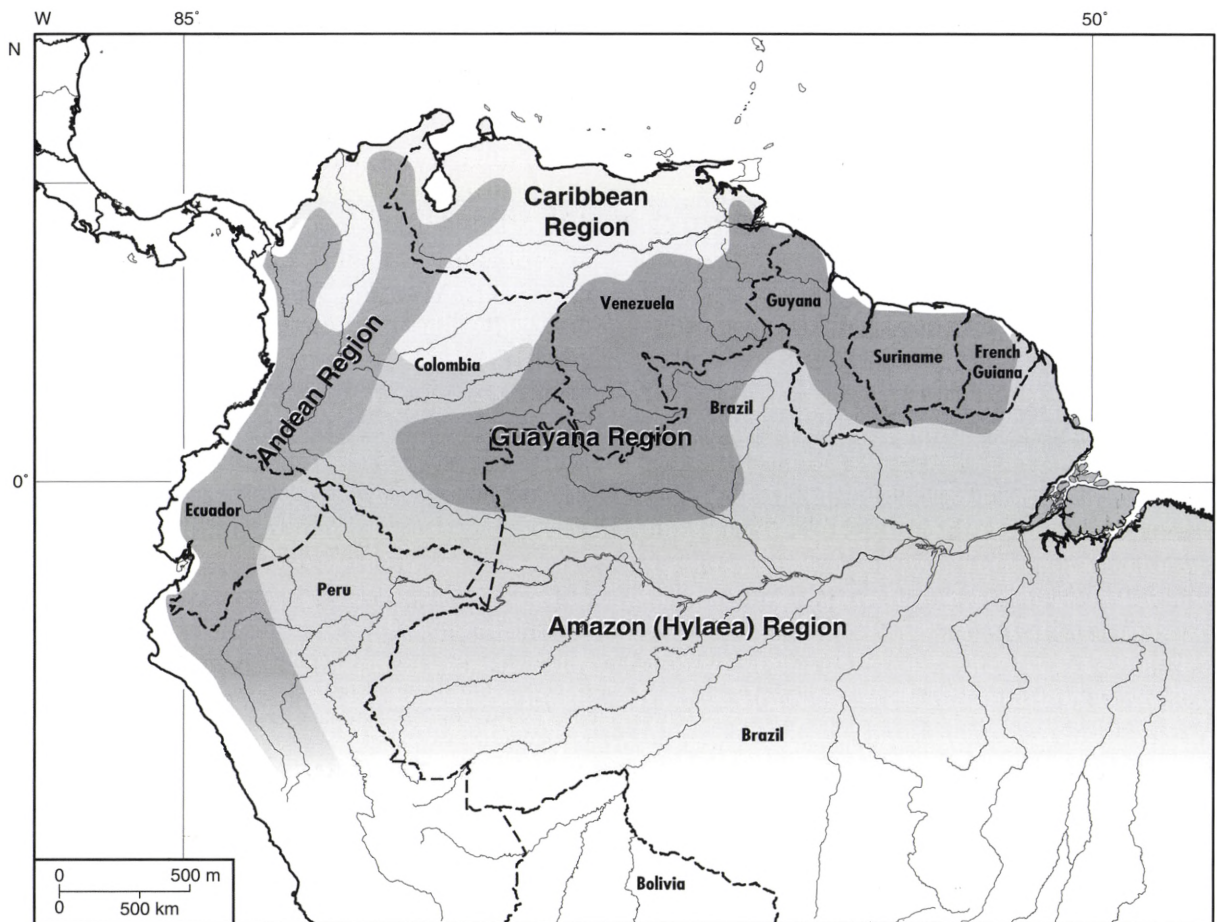 W
85°
50°
N
Caribbean
Region
Venezuela
Guyana
Suriname
French
Guiana
Colombia
Andean Region
Brazil
Guayana Region
0°
Ecuador
Peru
Amazon (Hylaea) Region
Brazil
0
500 m
0
500 km
Bolivia